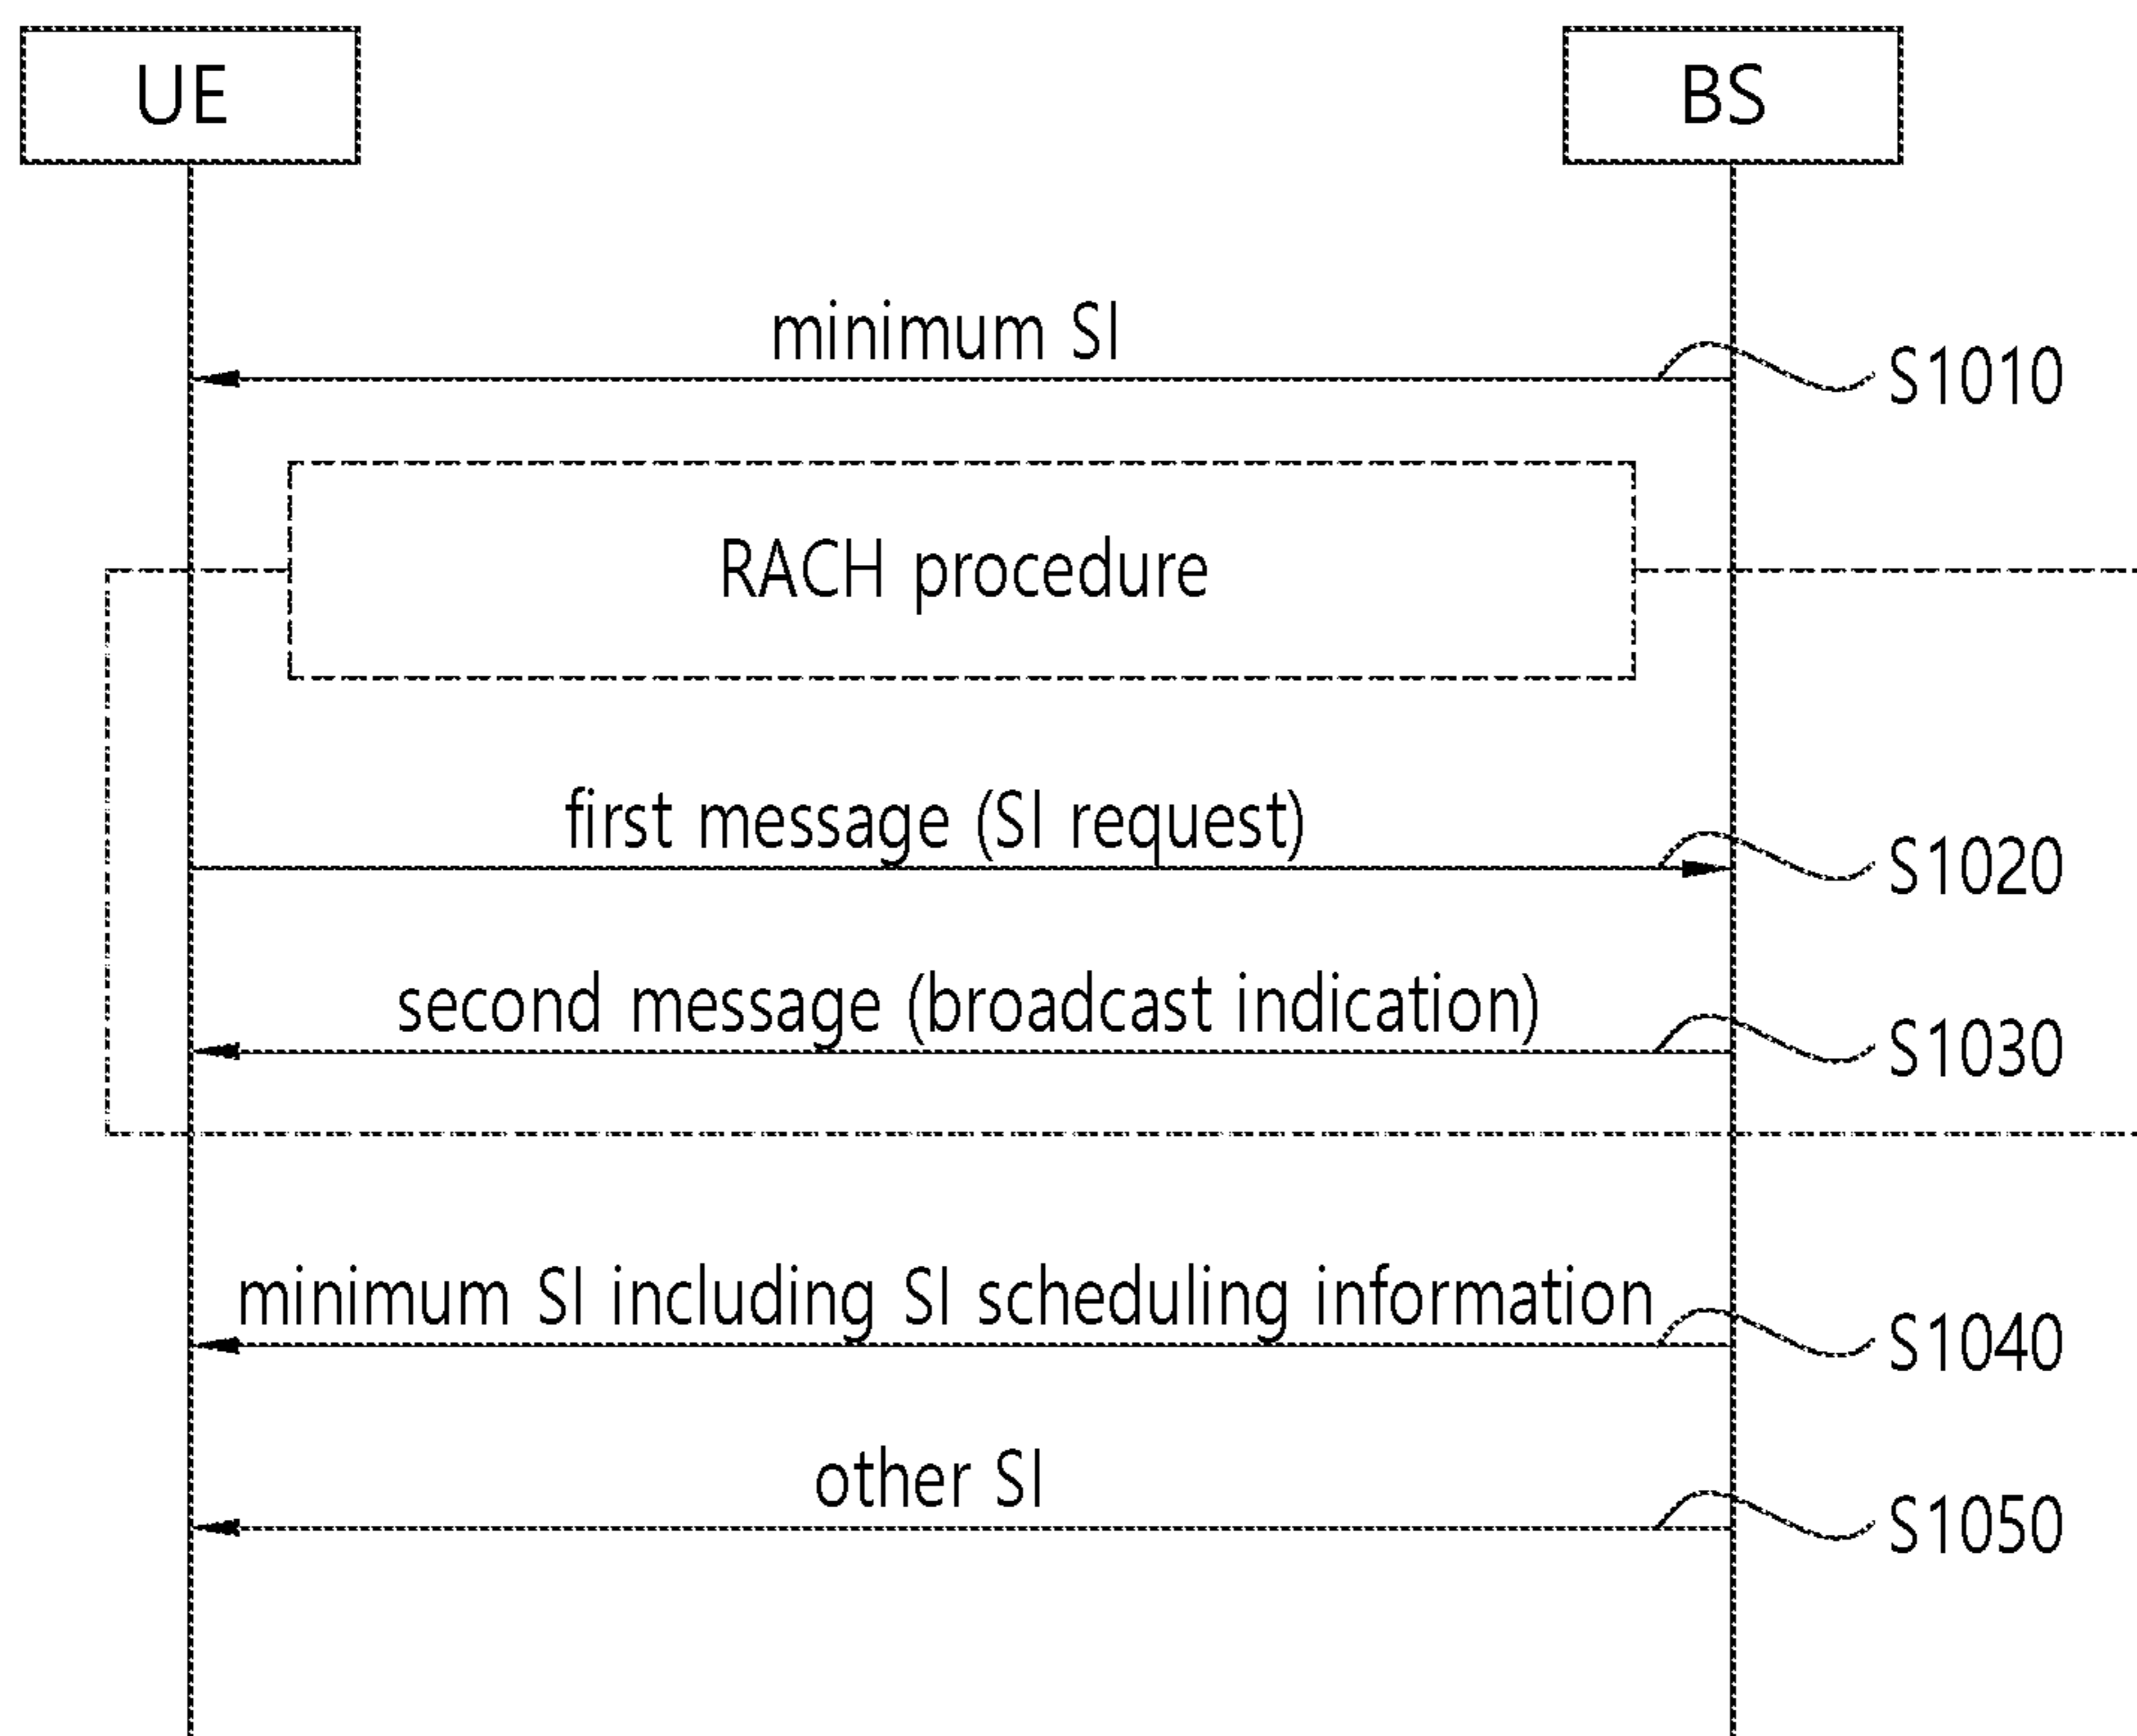 UE
BS
minimum SI
S1010
RACH procedure
first message (SI request)
S1020
second message (broadcast indication)
S1030
minimum SI including SI scheduling information
S1040
other SI
S1050